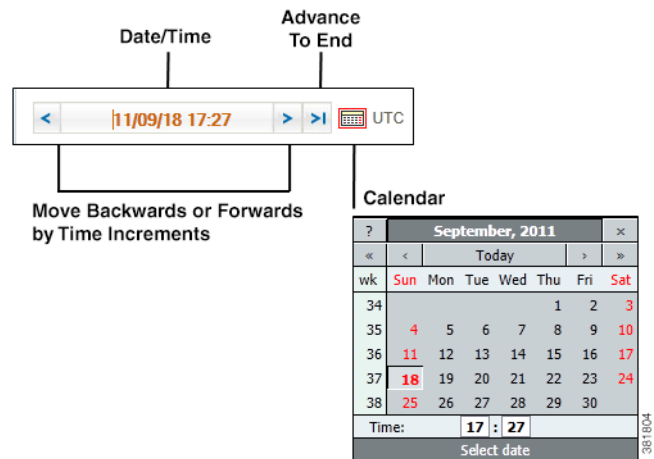 Date/Time
Advance
To End
< 11/09/18 17:27 > >| UTC
Move Backwards or Forwards
by Time Increments
Calendar
? September, 2011 ×
« ‹ Today › »
wk Sun Mon Tue Wed Thu Fri Sat
34 1 2 3
35 4 5 6 7 8 9 10
36 11 12 13 14 15 16 17
37 18 19 20 21 22 23 24
38 25 26 27 28 29 30
Time: 17 : 27
Select date
381804